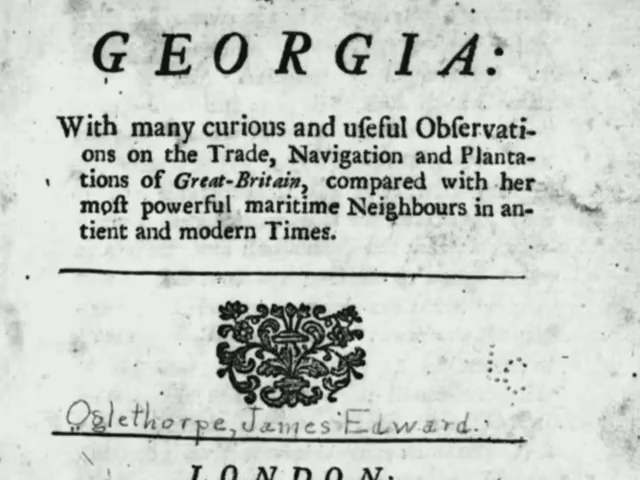 GEORGIA:
With many curious and uſeful Obſervati-
ons on the Trade, Navigation and Planta-
tions of Great-Britain, compared with her
moſt powerful maritime Neighbours in an-
tient and modern Times.
Oglethorpe, James Edward.
LONDON: